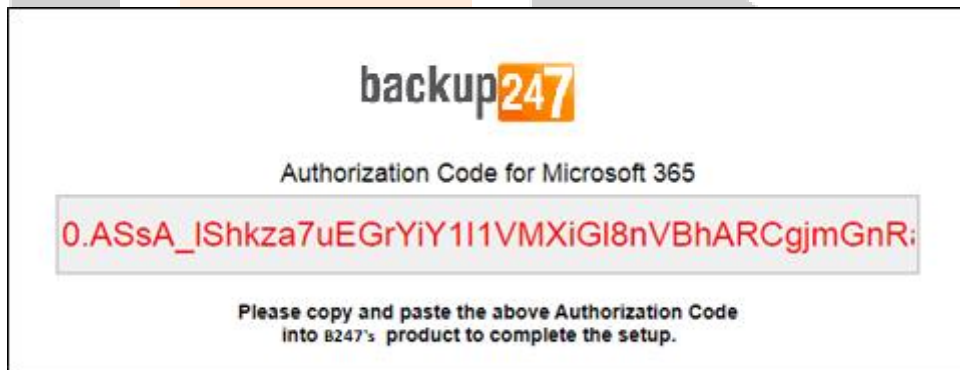 backup247
Authorization Code for Microsoft 365
0.ASsA_IShkza7uEGrYiY1I1VMXiGI8nVBhARCgjmGnR
Please copy and paste the above Authorization Code
into B247's product to complete the setup.